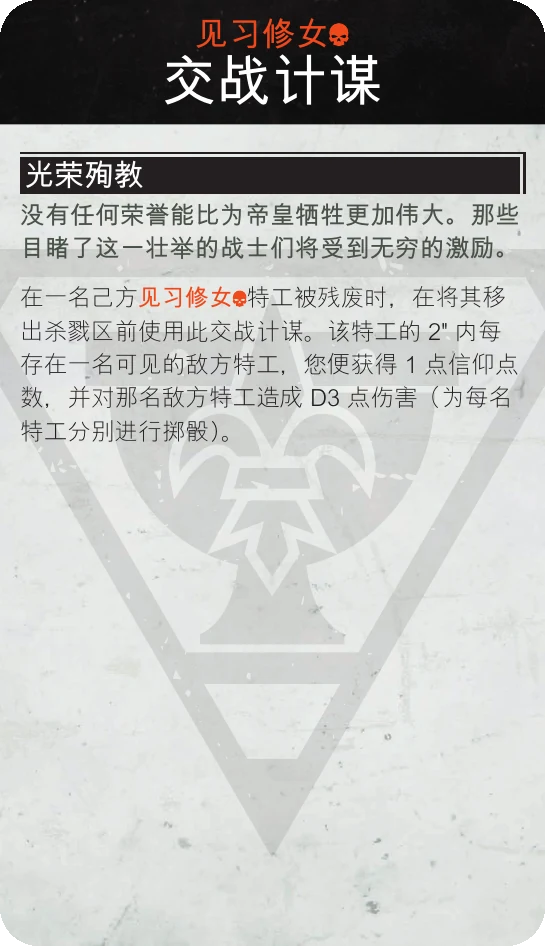 见习修女
交战计谋
光荣殉教
没有任何荣誉能比为帝皇牺牲更加伟大。那些
目睹了这一壮举的战士们将受到无穷的激励。
在一名己方见习修女特工被残废时，在将其移
出杀戮区前使用此交战计谋。该特工的 2" 内每
存在一名可见的敌方特工，您便获得 1 点信仰点
数，并对那名敌方特工造成 D3 点伤害（为每名
特工分别进行掷骰）。